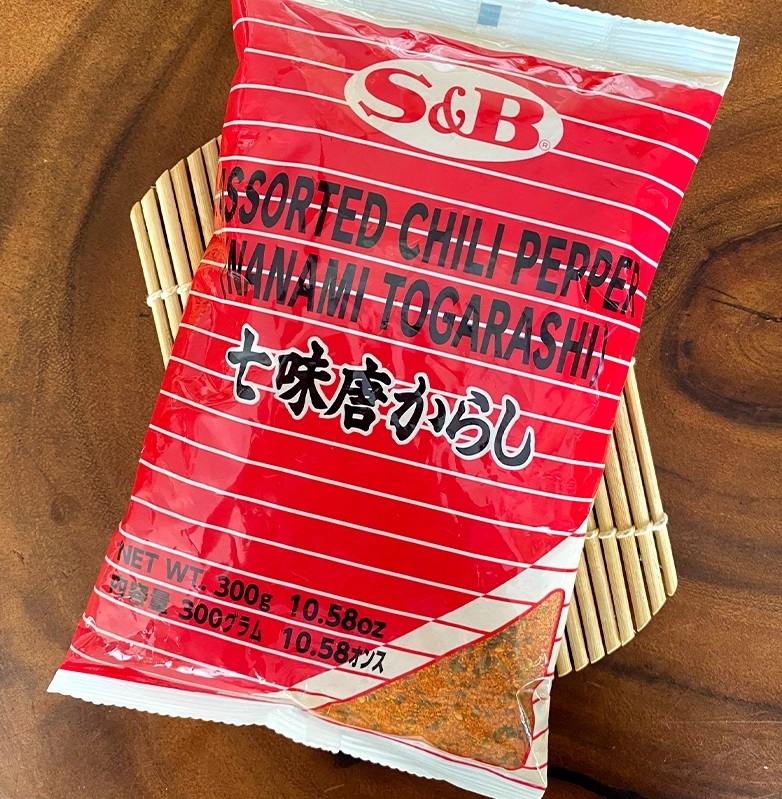 S&B®
ASSORTED CHILI PEPPER
(NANAMI TOGARASHI)
七味唐からし
NET WT. 300g 10.58oz
内容量 300グラム 10.58オンス